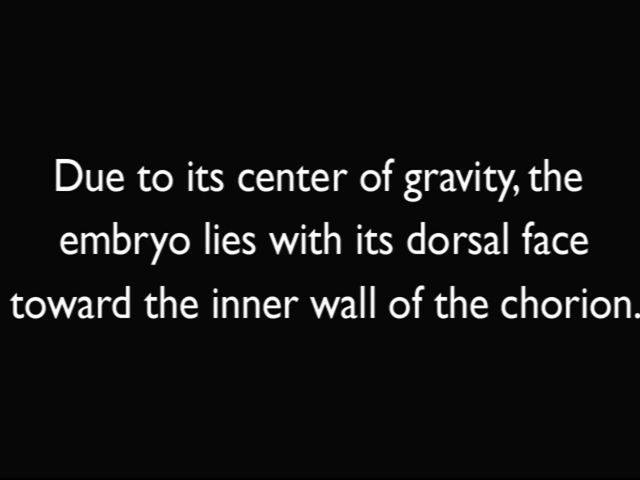 Due to its center of gravity, the
embryo lies with its dorsal face
toward the inner wall of the chorion.